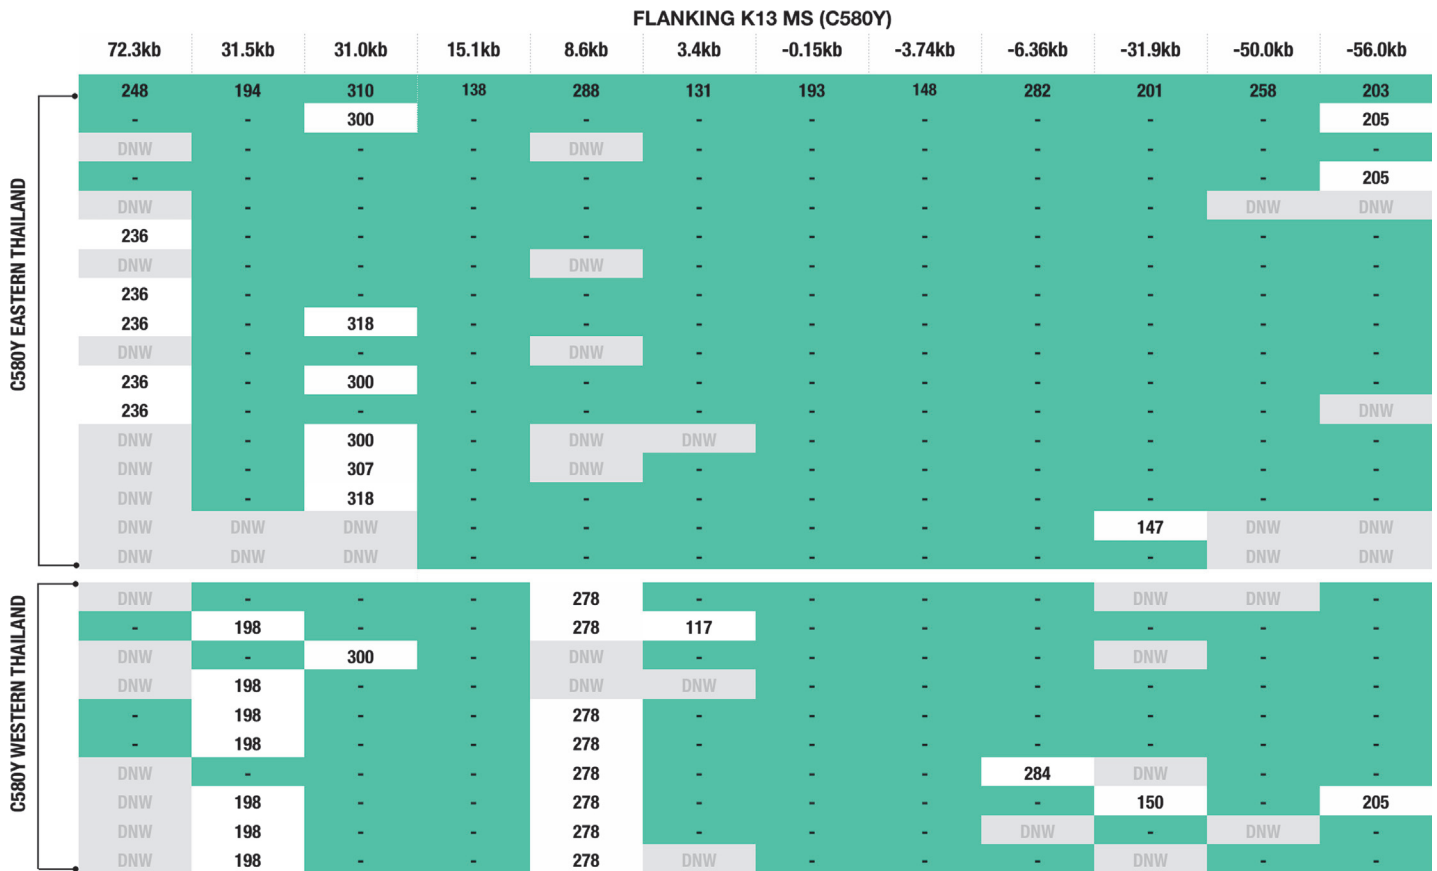 FLANKING K13 MS (C580Y)
72.3kb 31.5kb 31.0kb 15.1kb 8.6kb 3.4kb -0.15kb -3.74kb -6.36kb -31.9kb -50.0kb -56.0kb
C580Y EASTERN THAILAND
248 194 310 138 288 131 193 148 282 201 258 203
- - 300 - - - - - - - - 205
DNW - - - DNW - - - - - - -
- - - - - - - - - - - 205
DNW - - - - - - - - - DNW DNW
236 - - - - - - - - - - -
DNW - - - DNW - - - - - - -
236 - - - - - - - - - - -
236 - 318 - - - - - - - - -
DNW - - - DNW - - - - - - -
236 - 300 - - - - - - - - -
236 - - - - - - - - - - DNW
DNW - 300 - DNW DNW - - - - - -
DNW - 307 - DNW - - - - - - -
DNW - 318 - - - - - - - - -
DNW DNW DNW - - - - - - 147 DNW DNW
DNW DNW DNW - - - - - - - DNW DNW
C580Y WESTERN THAILAND
DNW - - - 278 - - - - DNW DNW -
- 198 - - 278 117 - - - - - -
DNW - 300 - DNW - - - - DNW - -
DNW 198 - - DNW DNW - - - - - -
- 198 - - 278 - - - - - - -
- 198 - - 278 - - - - - - -
DNW - - - 278 - - - 284 DNW - -
DNW 198 - - 278 - - - - 150 - 205
DNW 198 - - 278 - - - DNW - DNW -
DNW 198 - - 278 DNW - - - DNW - -